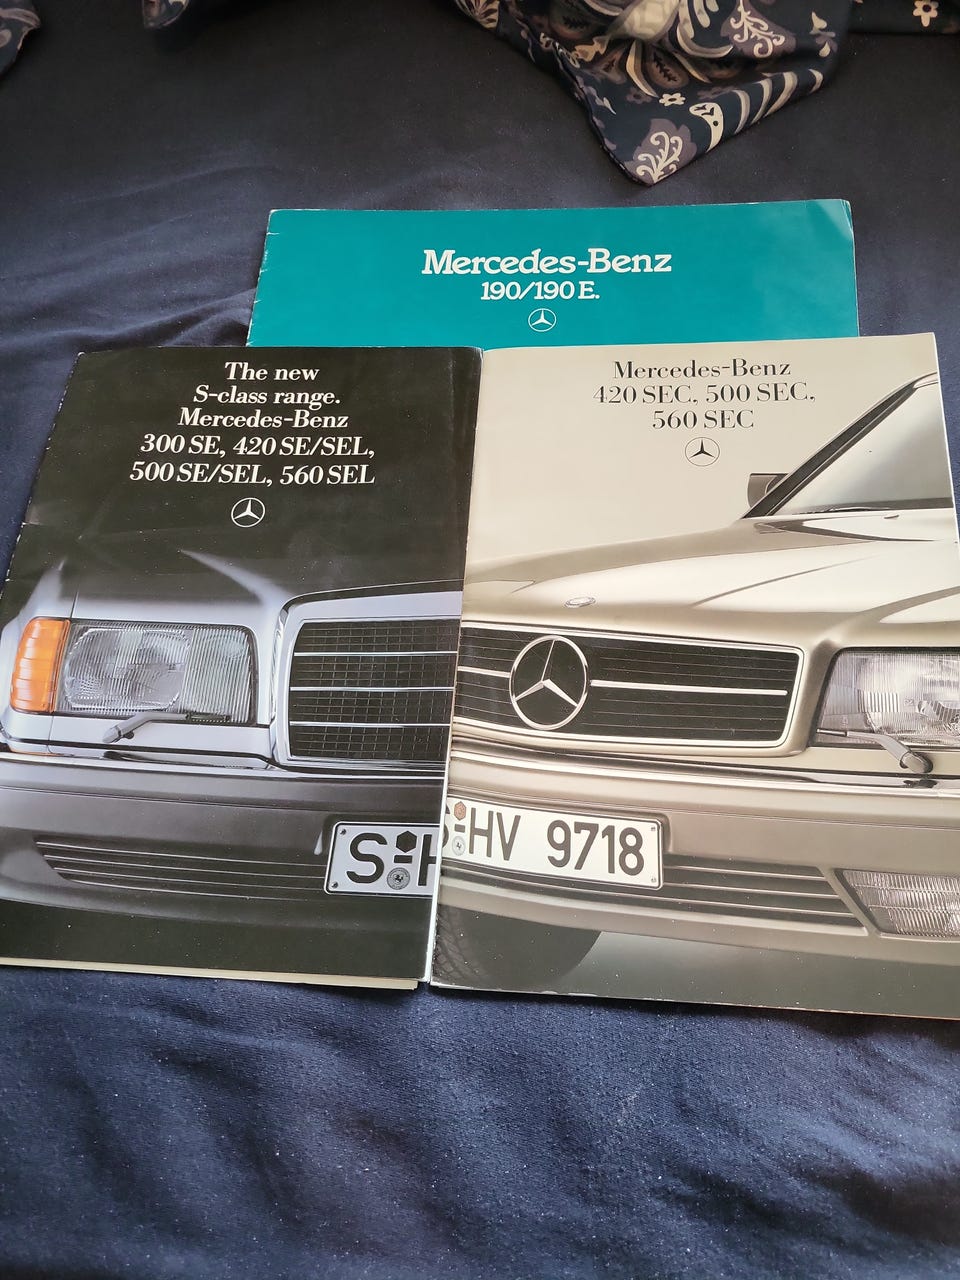 Mercedes-Benz
190/190 E.
The new
S-class range.
Mercedes-Benz
300 SE, 420 SE/SEL,
500 SE/SEL, 560 SEL
S
Mercedes-Benz
420 SEC, 500 SEC,
560 SEC
HV 9718